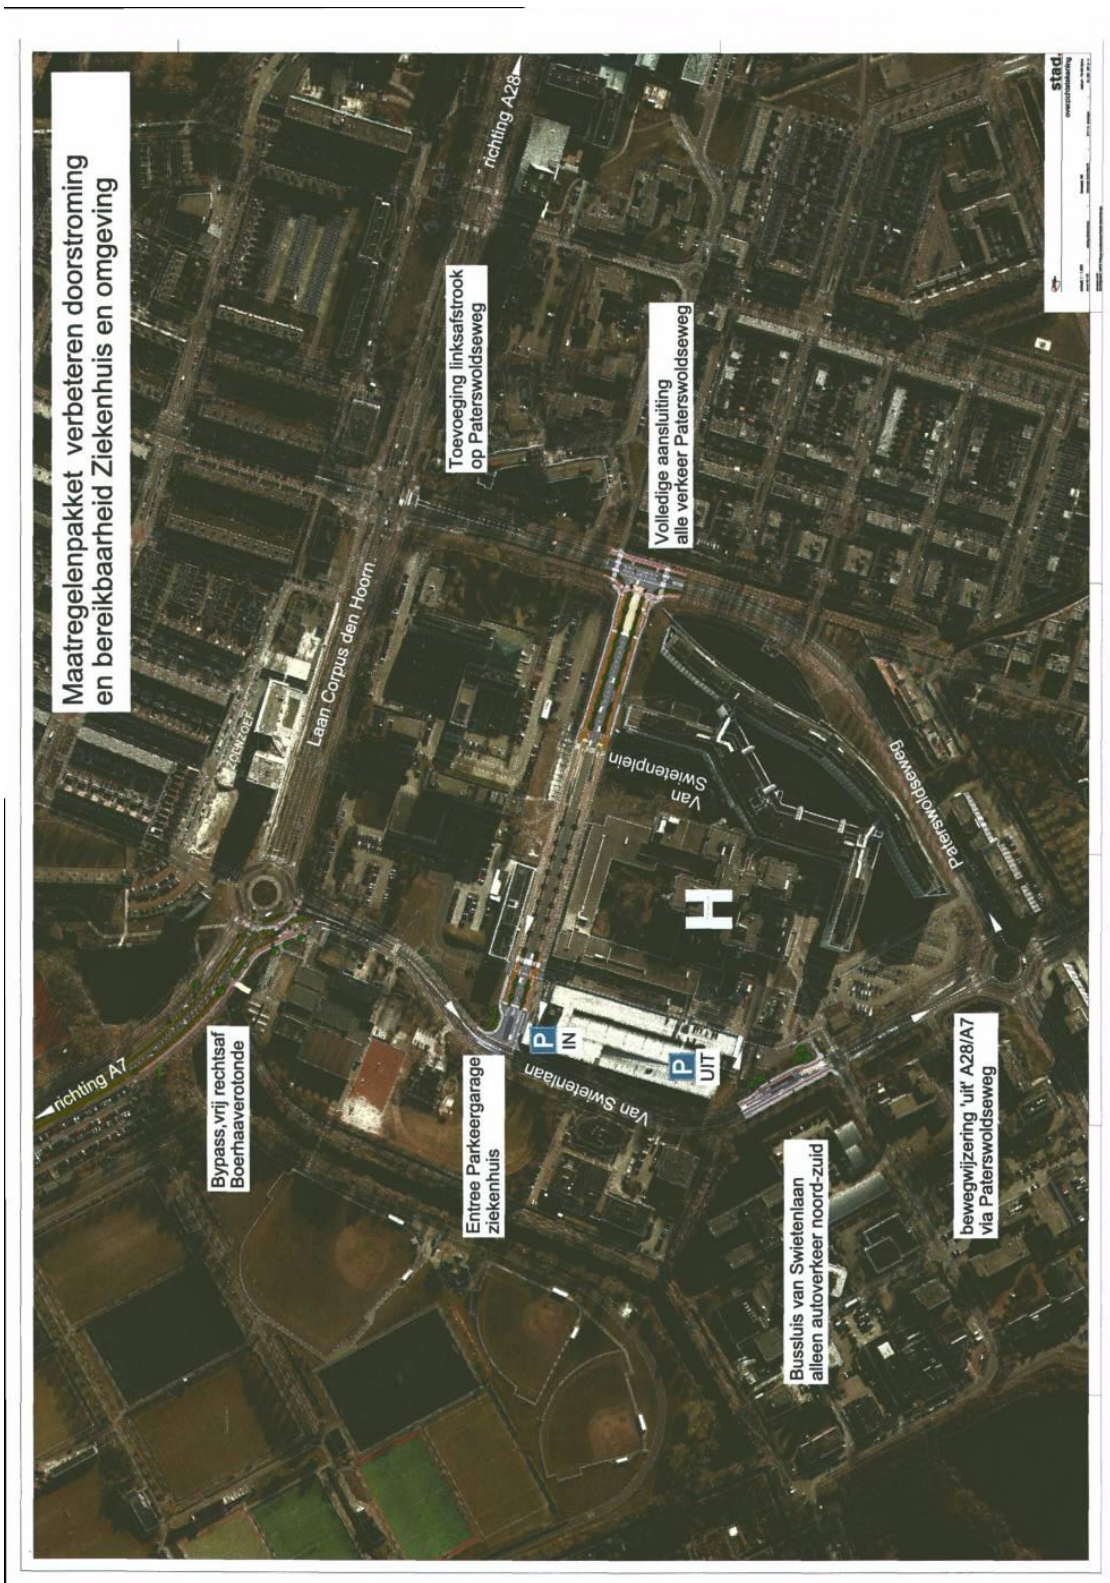 Maatregelenpakket verbeteren doorstroming
en bereikbaarheid Ziekenhuis en omgeving
richting A7
Bypass,vrij rechtsaf
Boerhaaverotonde
ZONZOEF
Laan Corpus den Hoorn
richting A28
Toevoeging linksafstrook
op Paterswoldseweg
Entree Parkeergarage
ziekenhuis
P
IN
P
UIT
Van Swietenlaan
Van
Swietenplein
H
Volledige aansluiting
alle verkeer Paterswoldseweg
Paterswoldseweg
Bussluis van Swietenlaan
alleen autoverkeer noord-zuid
bewegwijzering 'uit' A28/A7
via Paterswoldseweg
stad.
overzichtstekening